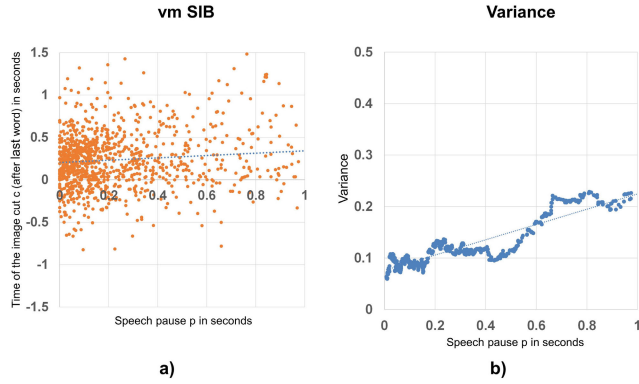 vm SIB
Time of the image cut c (after last word) in seconds
1.5
1
0.5
0
-0.5
-1
-1.5
0 0.2 0.4 0.6 0.8 1
Speech pause p in seconds
a)
Variance
Variance
0.5
0.4
0.3
0.2
0.1
0
0 0.2 0.4 0.6 0.8 1
Speech pause p in seconds
b)